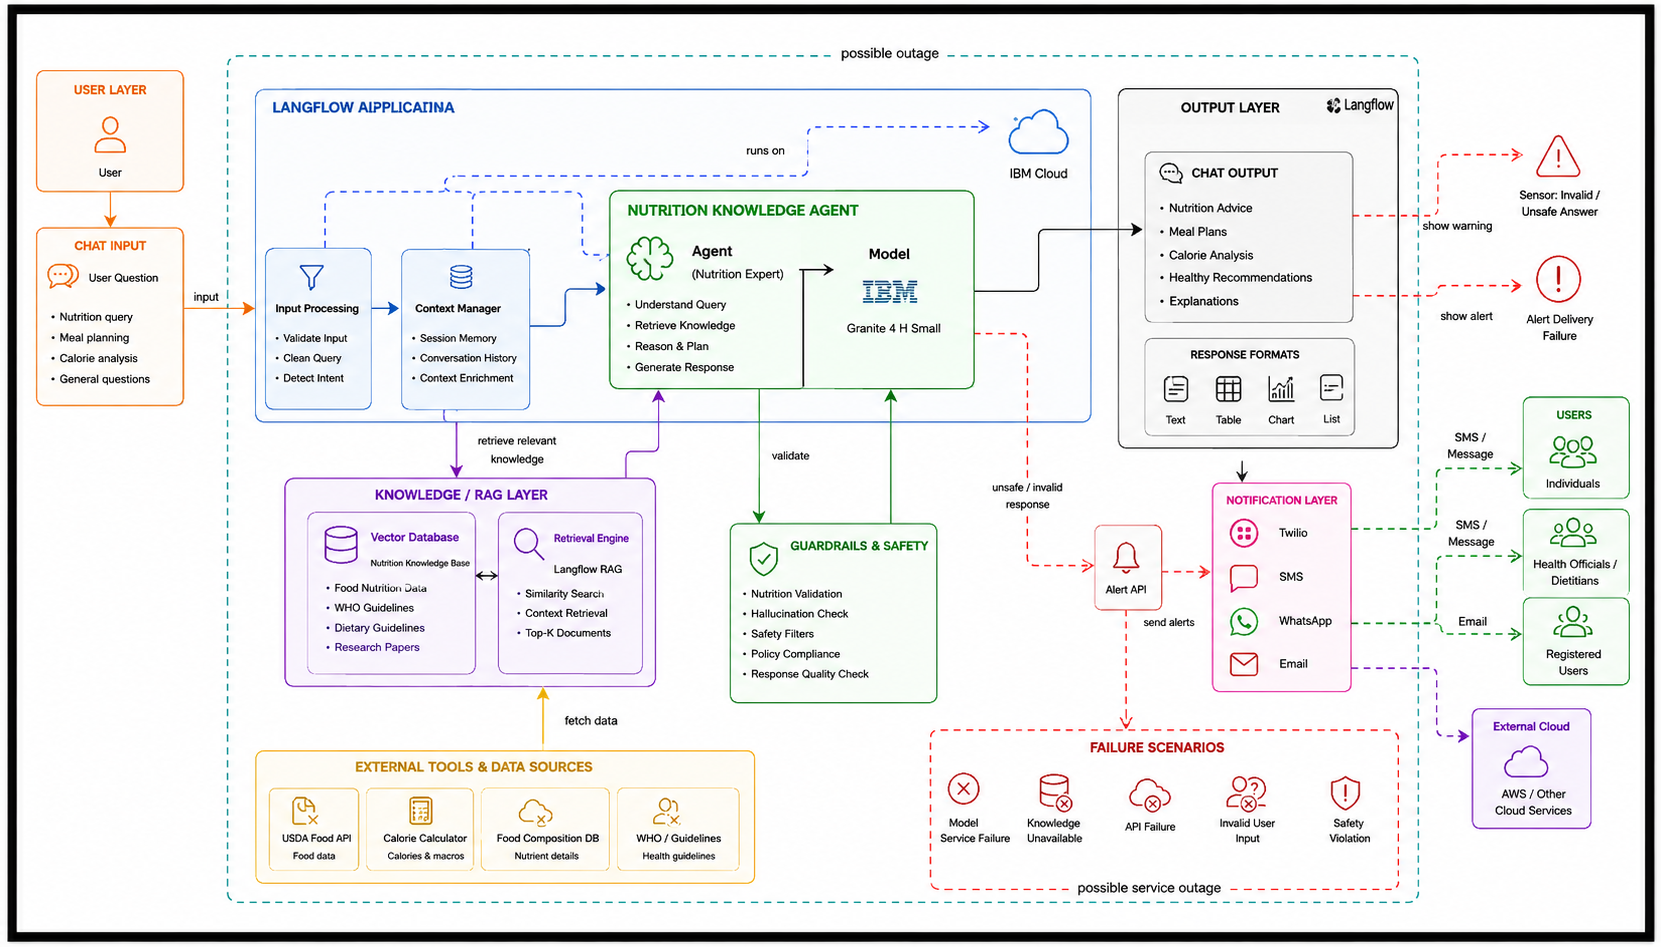 possible outage
USER LAYER
User
CHAT INPUT
User Question
• Nutrition query
• Meal planning
• Calorie analysis
• General questions
input
LANGFLOW AIPPLICATIПA
runs on
IBM Cloud
Input Processing
• Validate Input
• Clean Query
• Detect Intent
Context Manager
• Session Memory
• Conversation History
• Context Enrichment
NUTRITION KNOWLEDGE AGENT
Agent
(Nutrition Expert)
• Understand Query
• Retrieve Knowledge
• Reason & Plan
• Generate Response
Model
IBM
Granite 4 H Small
OUTPUT LAYER
Langflow
CHAT OUTPUT
• Nutrition Advice
• Meal Plans
• Calorie Analysis
• Healthy Recommendations
• Explanations
RESPONSE FORMATS
Text
Table
Chart
List
show warning
Sensor: Invalid /
Unsafe Answer
show alert
Alert Delivery
Failure
retrieve relevant
knowledge
validate
unsafe / invalid
response
KNOWLEDGE / RAG LAYER
Vector Database
Nutrition Knowledge Base
• Food Nutrition Data
• WHO Guidelines
• Dietary Guidelines
• Research Papers
Retrieval Engine
Langflow RAG
• Similarity Search
• Context Retrieval
• Top-K Documents
GUARDRAILS & SAFETY
• Nutrition Validation
• Hallucination Check
• Safety Filters
• Policy Compliance
• Response Quality Check
Alert API
send alerts
NOTIFICATION LAYER
Twilio
SMS
WhatsApp
Email
SMS /
Message
SMS /
Message
Email
USERS
Individuals
Health Officials /
Dietitians
Registered
Users
External Cloud
AWS / Other
Cloud Services
fetch data
EXTERNAL TOOLS & DATA SOURCES
USDA Food API
Food data
Calorie Calculator
Calories & macros
Food Composition DB
Nutrient details
WHO / Guidelines
Health guidelines
FAILURE SCENARIOS
Model
Service Failure
Knowledge
Unavailable
API Failure
Invalid User
Input
Safety
Violation
possible service outage